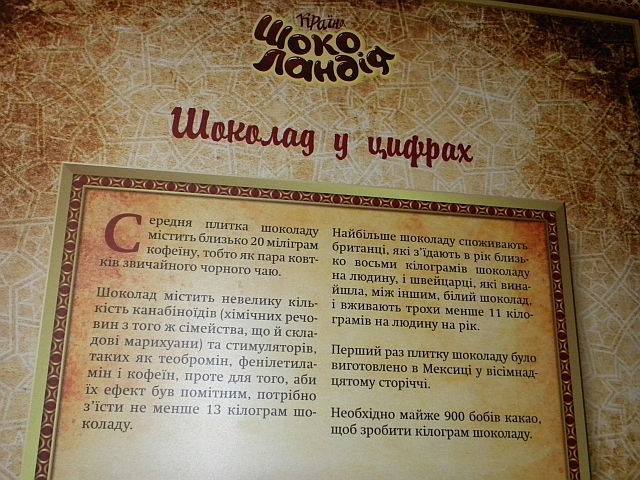 країна
Шоко
ландія
Шоколад у цифрах
Середня плитка шоколаду
містить близько 20 міліграм
кофеїну, тобто як пара ковт-
ків звичайного чорного чаю.
Шоколад містить невелику кіль-
кість канабіноїдів (хімічних речо-
вин з того ж сімейства, що й скла-
дові марихуани) та стимуляторів,
таких як теобромін, фенілетила-
мін і кофеїн, проте для того, аби
їх ефект був помітним, потрібно
з’їсти не менше 13 кілограм шо-
коладу.
Найбільше шоколаду споживають
британці, які з’їдають в рік близь-
ко восьми кілограмів шоколаду
на людину, і швейцарці, які вина-
йшла, між іншим, білий шоколад,
і вживають трохи менше 11 кіло-
грамів на людину на рік.
Перший раз плитку шоколаду було
виготовлено в Мексиці у вісімнад-
цятому сторіччі.
Необхідно майже 900 бобів какао,
щоб зробити кілограм шоколаду.